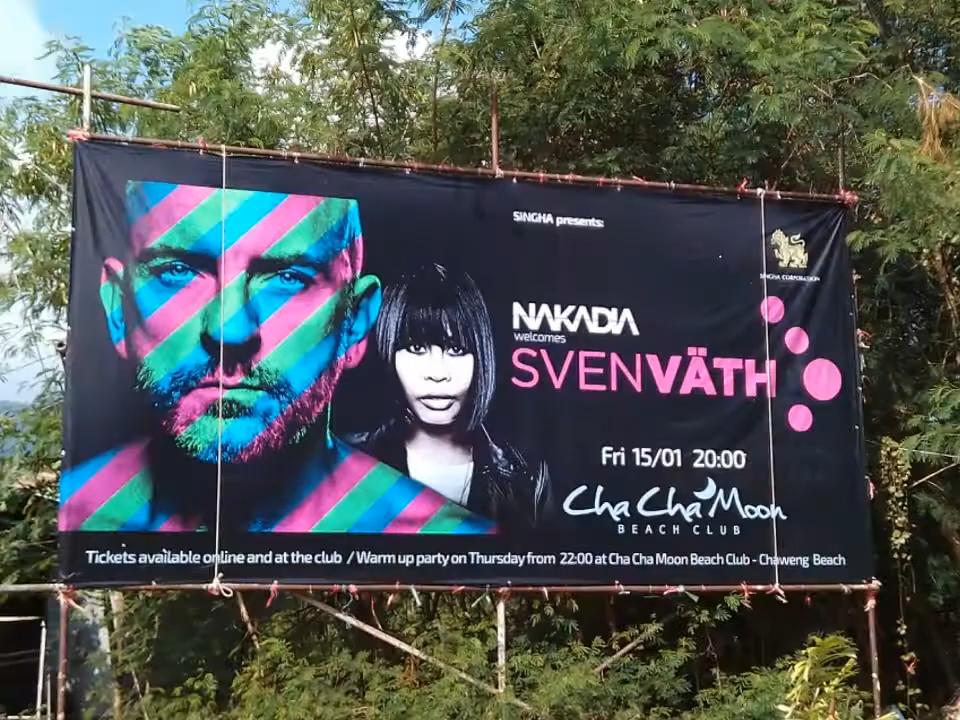 SINGHA presents:
SINGHA CORPORATION
NAKADIA
welcomes
SVENVÄTH
Fri 15/01 20:00
Cha Cha Moon
BEACH CLUB
Tickets available online and at the club / Warm up party on Thursday from 22:00 at Cha Cha Moon Beach Club - Chaweng Beach